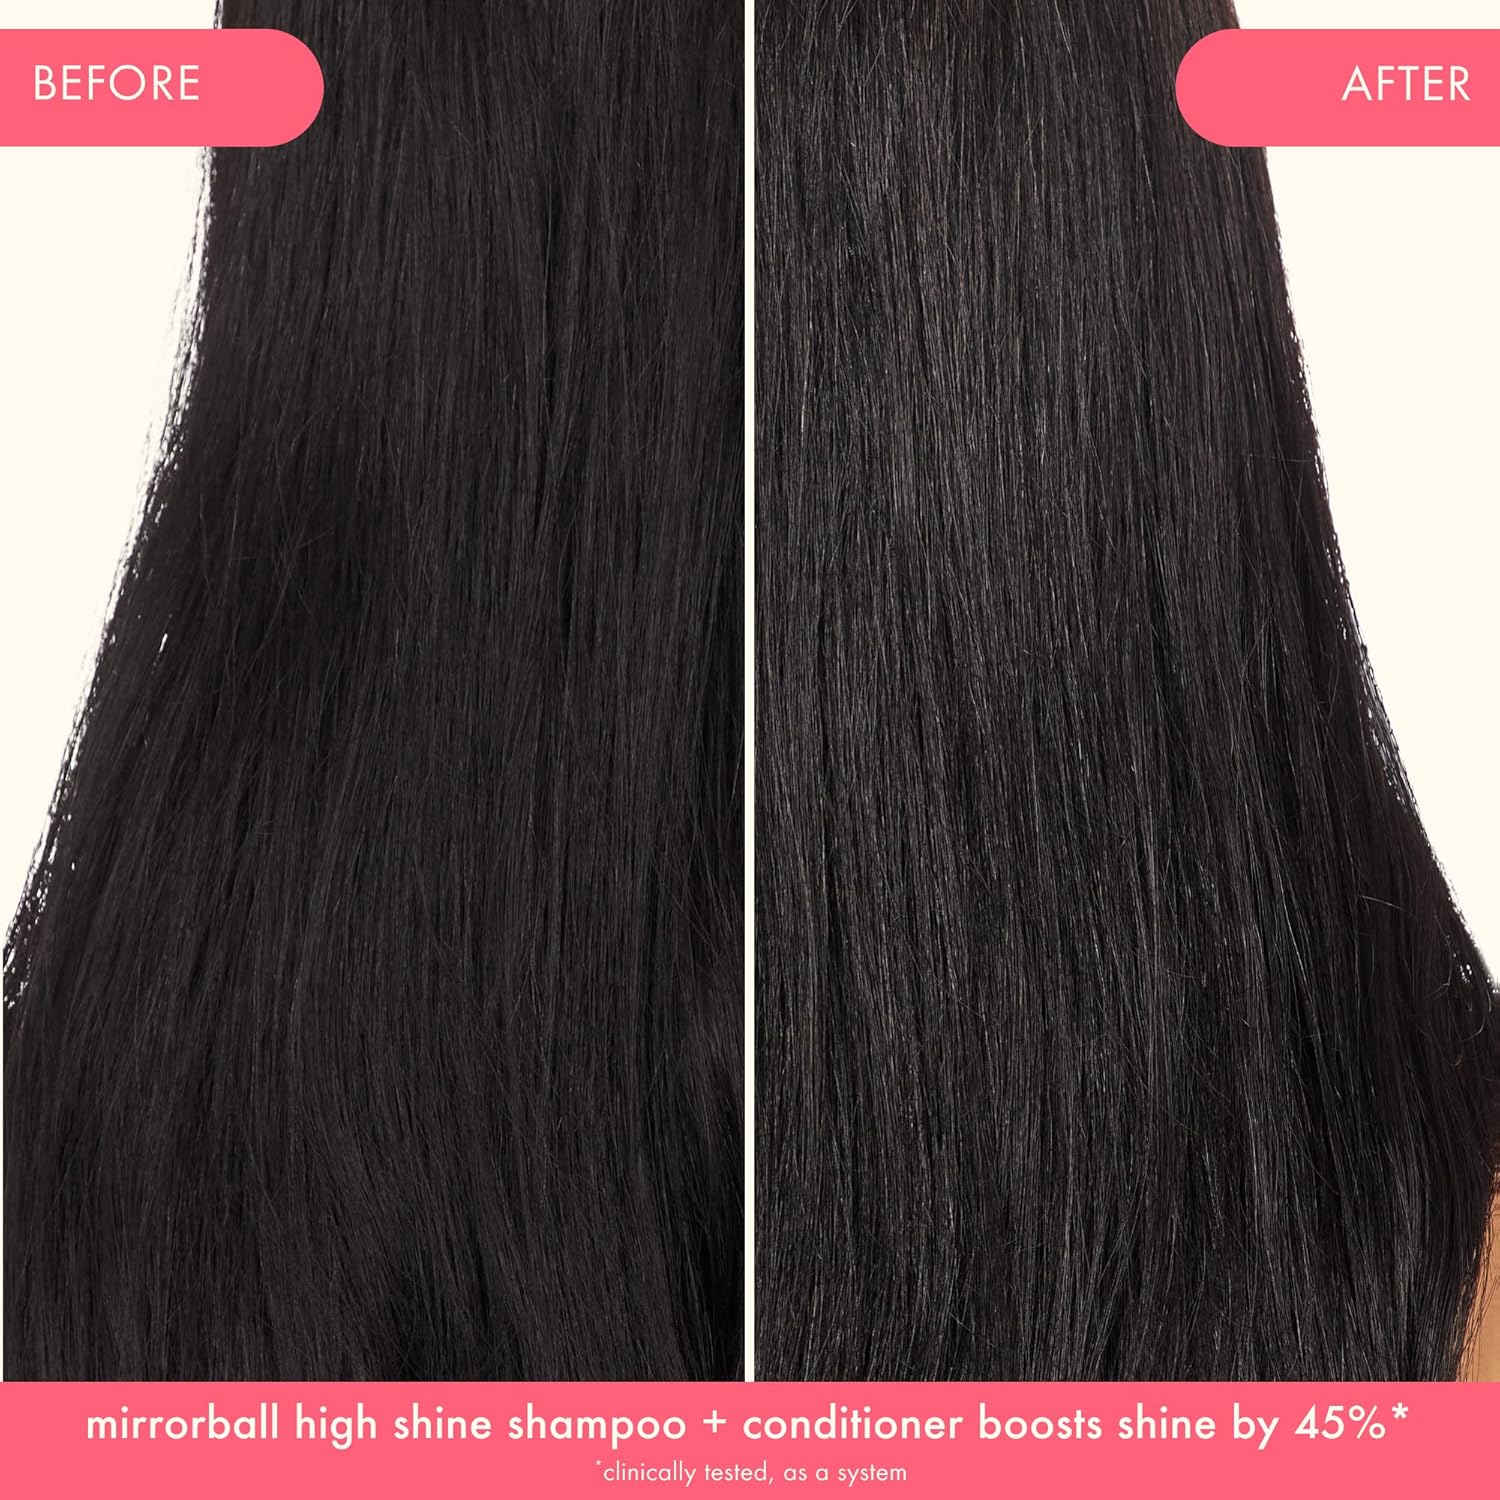 BEFORE
AFTER
mirrorball high shine shampoo + conditioner boosts shine by 45%*
*clinically tested, as a system